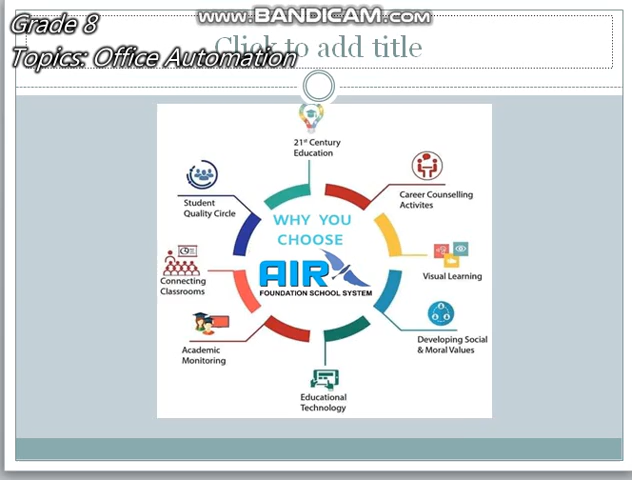 Grade 8
www.BANDICAM.com
Click to add title
Topics: Office Automation
21st Century
Education
Career Counselling
Activites
Student
Quality Circle
WHY YOU
CHOOSE
AIR
FOUNDATION SCHOOL SYSTEM
Visual Learning
Connecting
Classrooms
Developing Social
& Moral Values
Academic
Monitoring
Educational
Technology